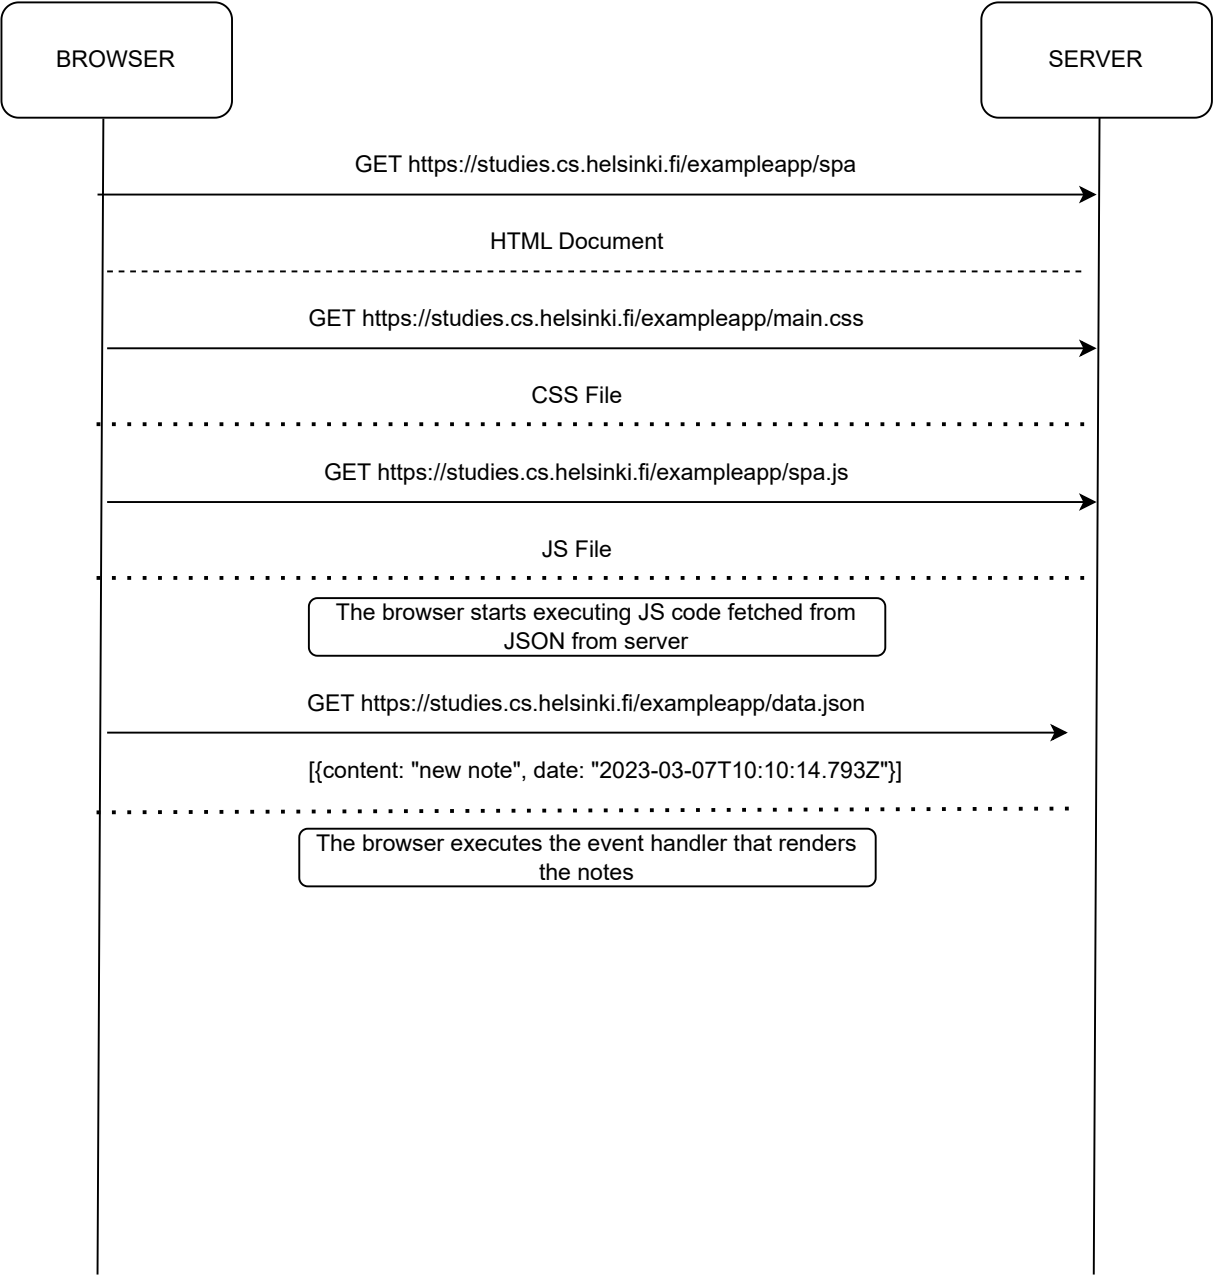 BROWSER
SERVER
GET https://studies.cs.helsinki.fi/exampleapp/spa
HTML Document
GET https://studies.cs.helsinki.fi/exampleapp/main.css
CSS File
GET https://studies.cs.helsinki.fi/exampleapp/spa.js
JS File
The browser starts executing JS code fetched from
JSON from server
GET https://studies.cs.helsinki.fi/exampleapp/data.json
[{content: "new note", date: "2023-03-07T10:10:14.793Z"}]
The browser executes the event handler that renders
the notes